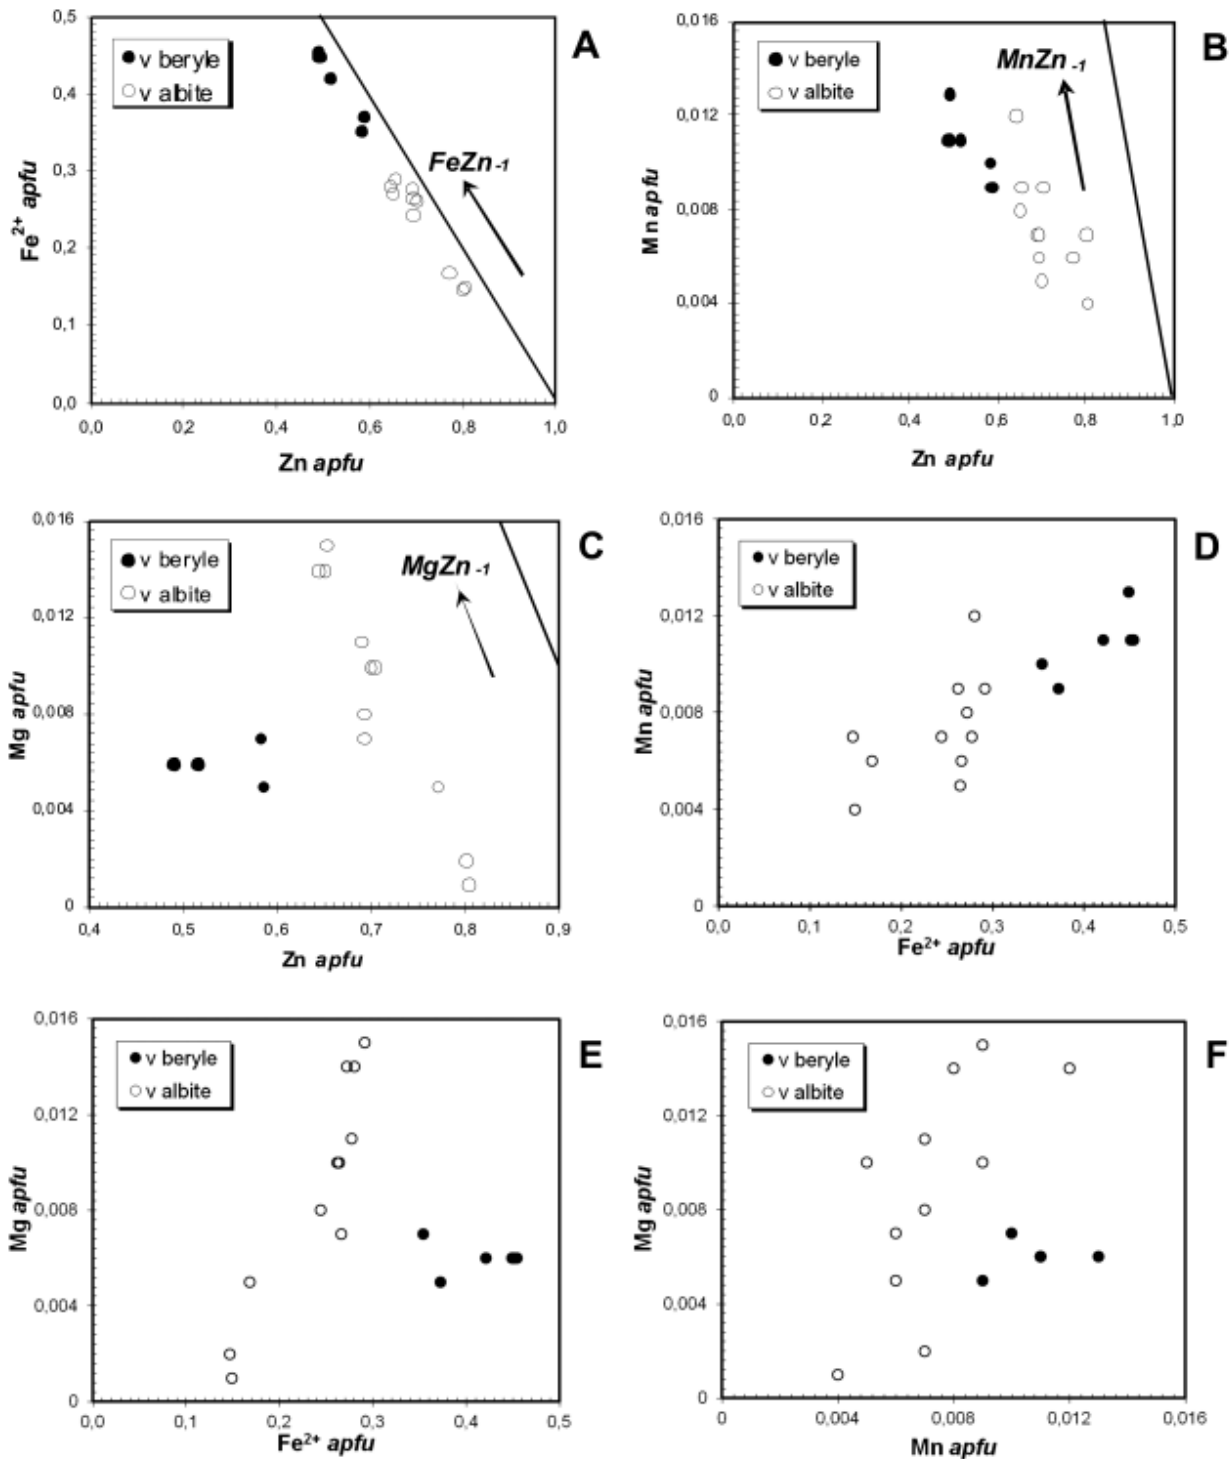 A
v beryle
v albite
FeZn-1
Fe2+ apfu
0,5
0,4
0,3
0,2
0,1
0,0
0,0 0,2 0,4 0,6 0,8 1,0
Zn apfu
B
v beryle
v albite
MnZn-1
Mn apfu
0,016
0,012
0,008
0,004
0
0,0 0,2 0,4 0,6 0,8 1,0
Zn apfu
C
v beryle
v albite
MgZn-1
Mg apfu
0,016
0,012
0,008
0,004
0
0,4 0,5 0,6 0,7 0,8 0,9
Zn apfu
D
v beryle
v albite
Mn apfu
0,016
0,012
0,008
0,004
0
0,0 0,1 0,2 0,3 0,4 0,5
Fe2+ apfu
E
v beryle
v albite
Mg apfu
0,016
0,012
0,008
0,004
0
0,0 0,1 0,2 0,3 0,4 0,5
Fe2+ apfu
F
v beryle
v albite
Mg apfu
0,016
0,012
0,008
0,004
0
0 0,004 0,008 0,012 0,016
Mn apfu